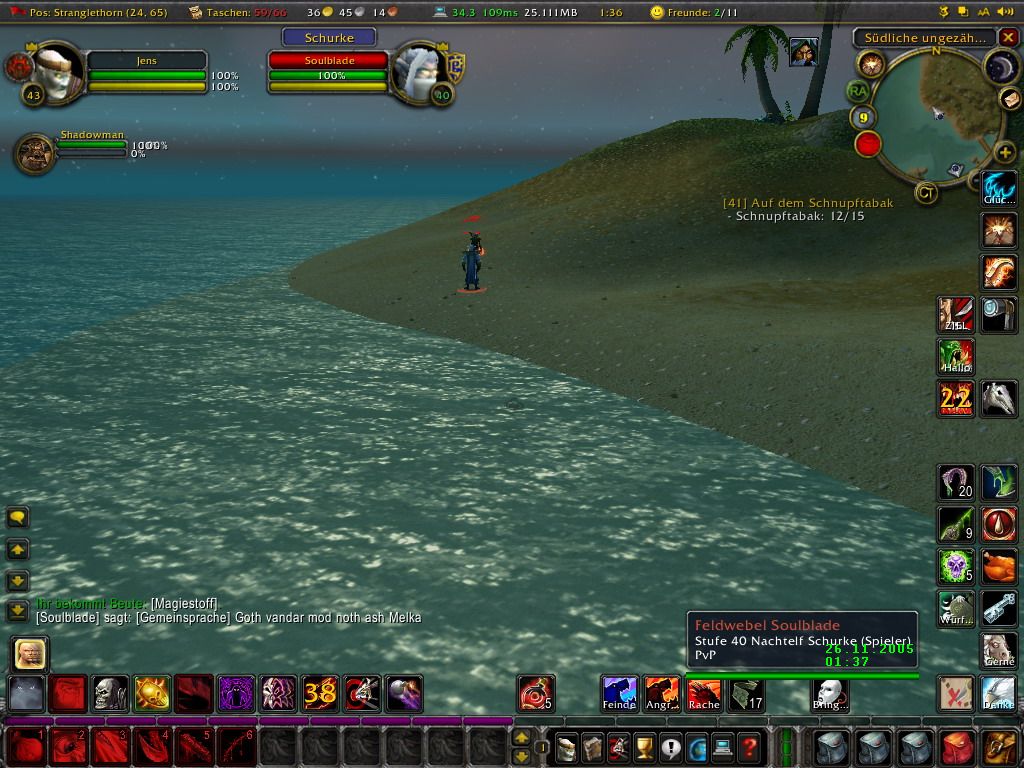 Pos: Stranglethorn (24, 65)
Taschen: 59/66
36 45 14
34.3 109ms 25.111MB
1:36
Freunde: 2/11
Schurke
Südliche ungezäh...
Jens
100%
100%
43
Soulblade
100%
40
RA
9
CT
Shadowman
100%
0%
[41] Auf dem Schnupftabak
- Schnupftabak: 12/15
Glüc...
ZIEL
Hallo
22
20
9
5
Würf...
Gerne
Ihr bekommt Beute: [Magiestoff]
[Soulblade] sagt: [Gemeinsprache] Goth vandar mod noth ash Melka
Feldwebel Soulblade
Stufe 40 Nachtelf Schurke (Spieler)
PvP
26.11.2005
01:37
38
5
Feinde
Angr...
Rache
17
Bring...
Danke
1 2 3 4 5 6
1